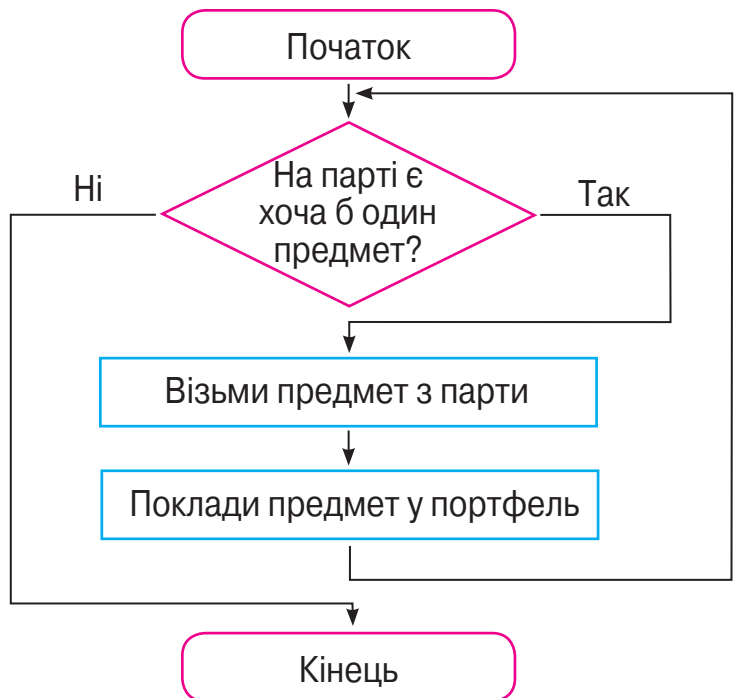 Початок
На парті є
хоча б один
предмет?
Ні
Так
Візьми предмет з парти
Поклади предмет у портфель
Кінець